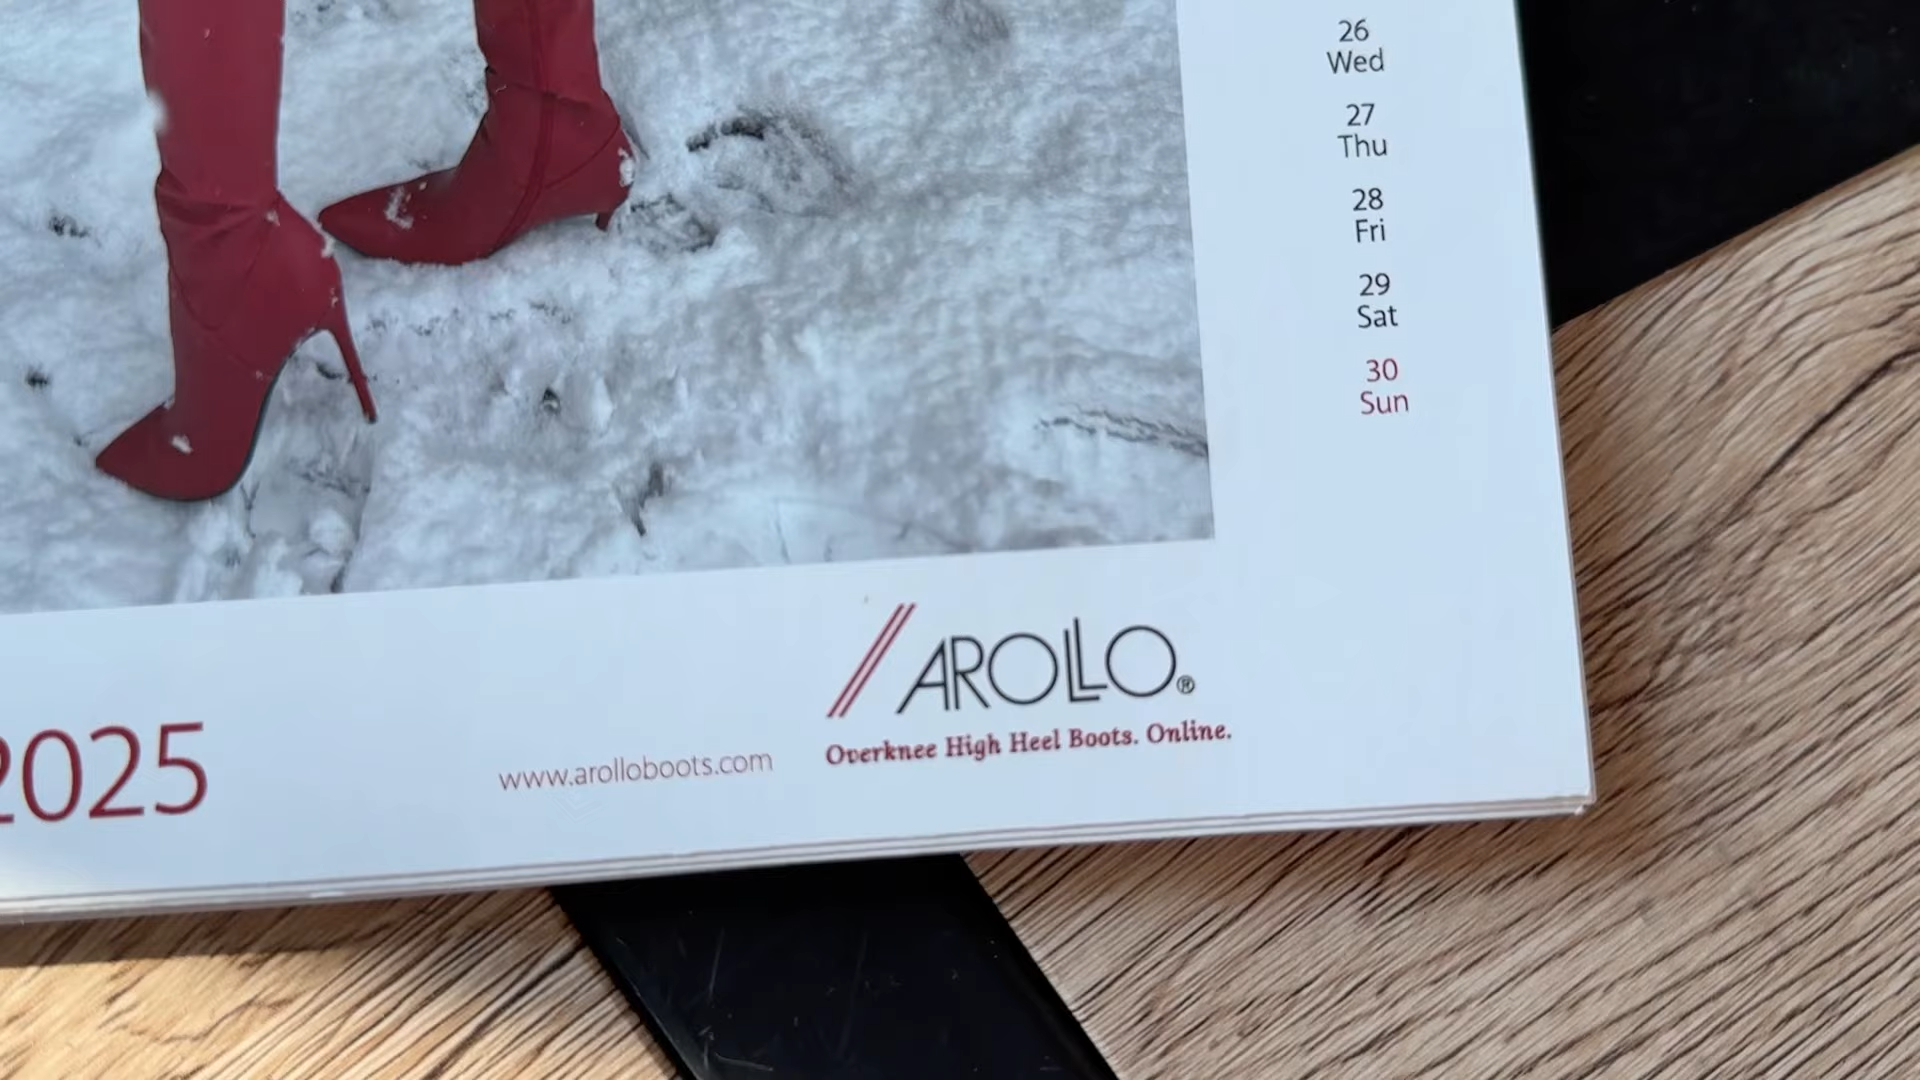 26
Wed
27
Thu
28
Fri
29
Sat
30
Sun
AROLLO®
Overknee High Heel Boots. Online.
www.arolloboots.com
2025